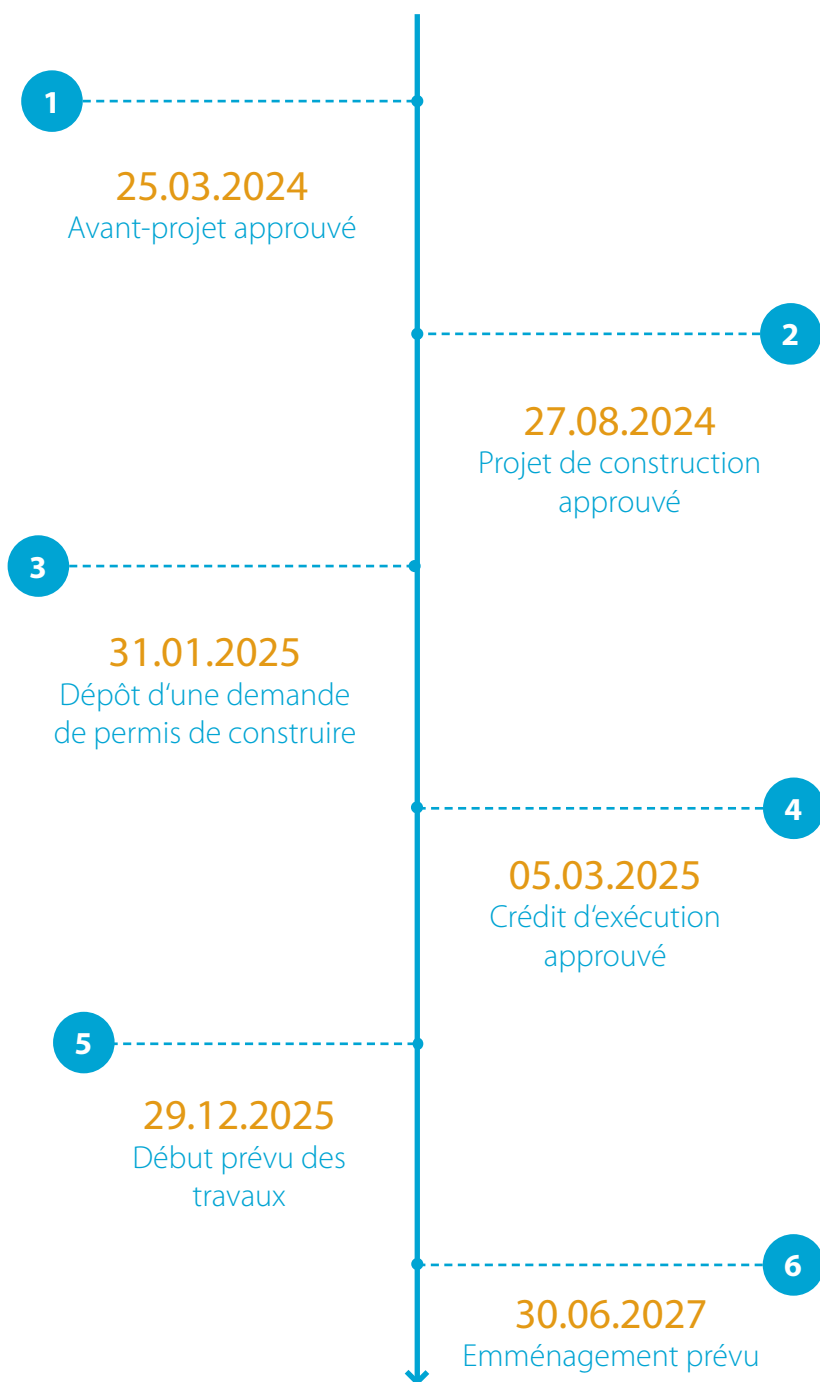 1
25.03.2024
Avant-projet approuvé
2
27.08.2024
Projet de construction
approuvé
3
31.01.2025
Dépôt d‘une demande
de permis de construire
4
05.03.2025
Crédit d‘exécution
approuvé
5
29.12.2025
Début prévu des
travaux
6
30.06.2027
Emménagement prévu